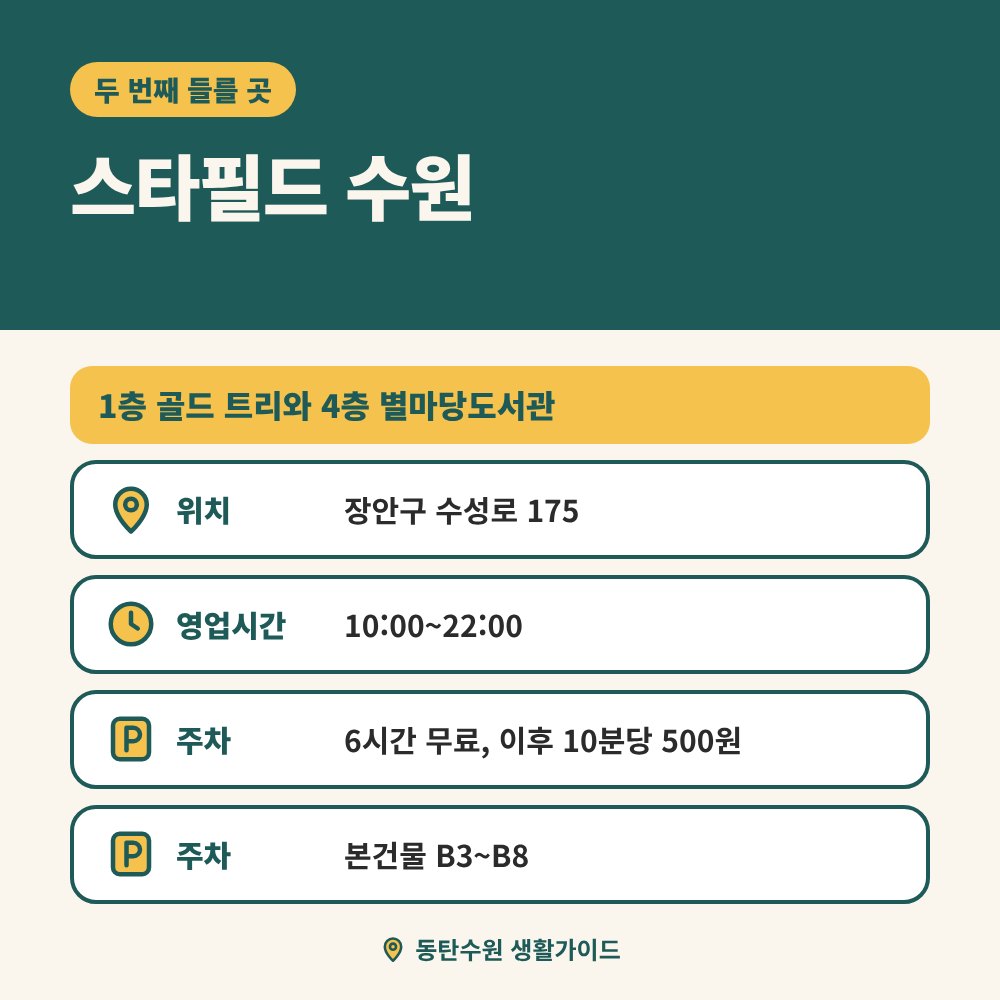 두 번째 들를 곳
스타필드 수원
1층 골드 트리와 4층 별마당도서관
위치 장안구 수성로 175
영업시간 10:00~22:00
P 주차 6시간 무료, 이후 10분당 500원
P 주차 본건물 B3~B8
동탄수원 생활가이드